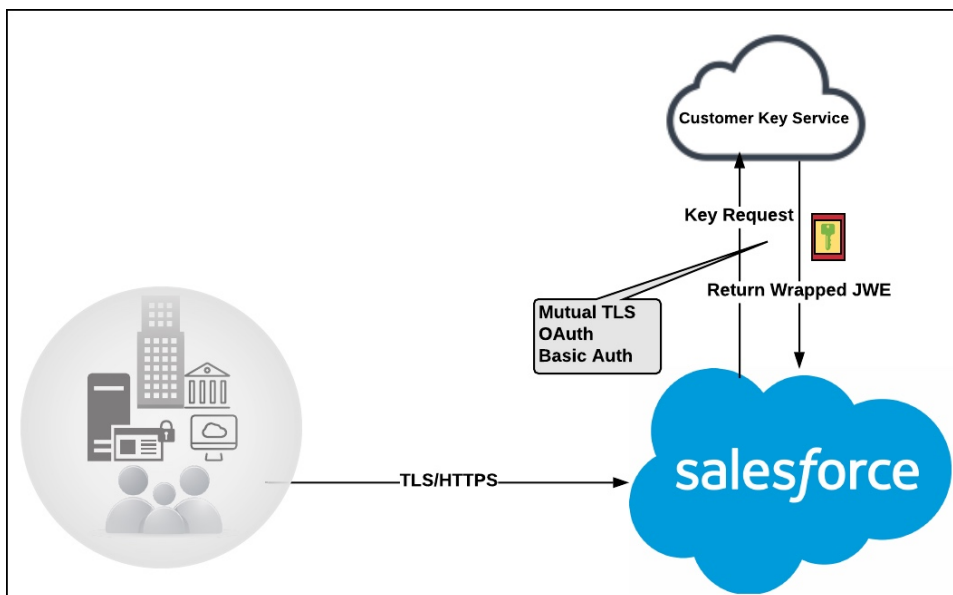 Customer Key Service
Key Request
Return Wrapped JWE
Mutual TLS
OAuth
Basic Auth
TLS/HTTPS
salesforce